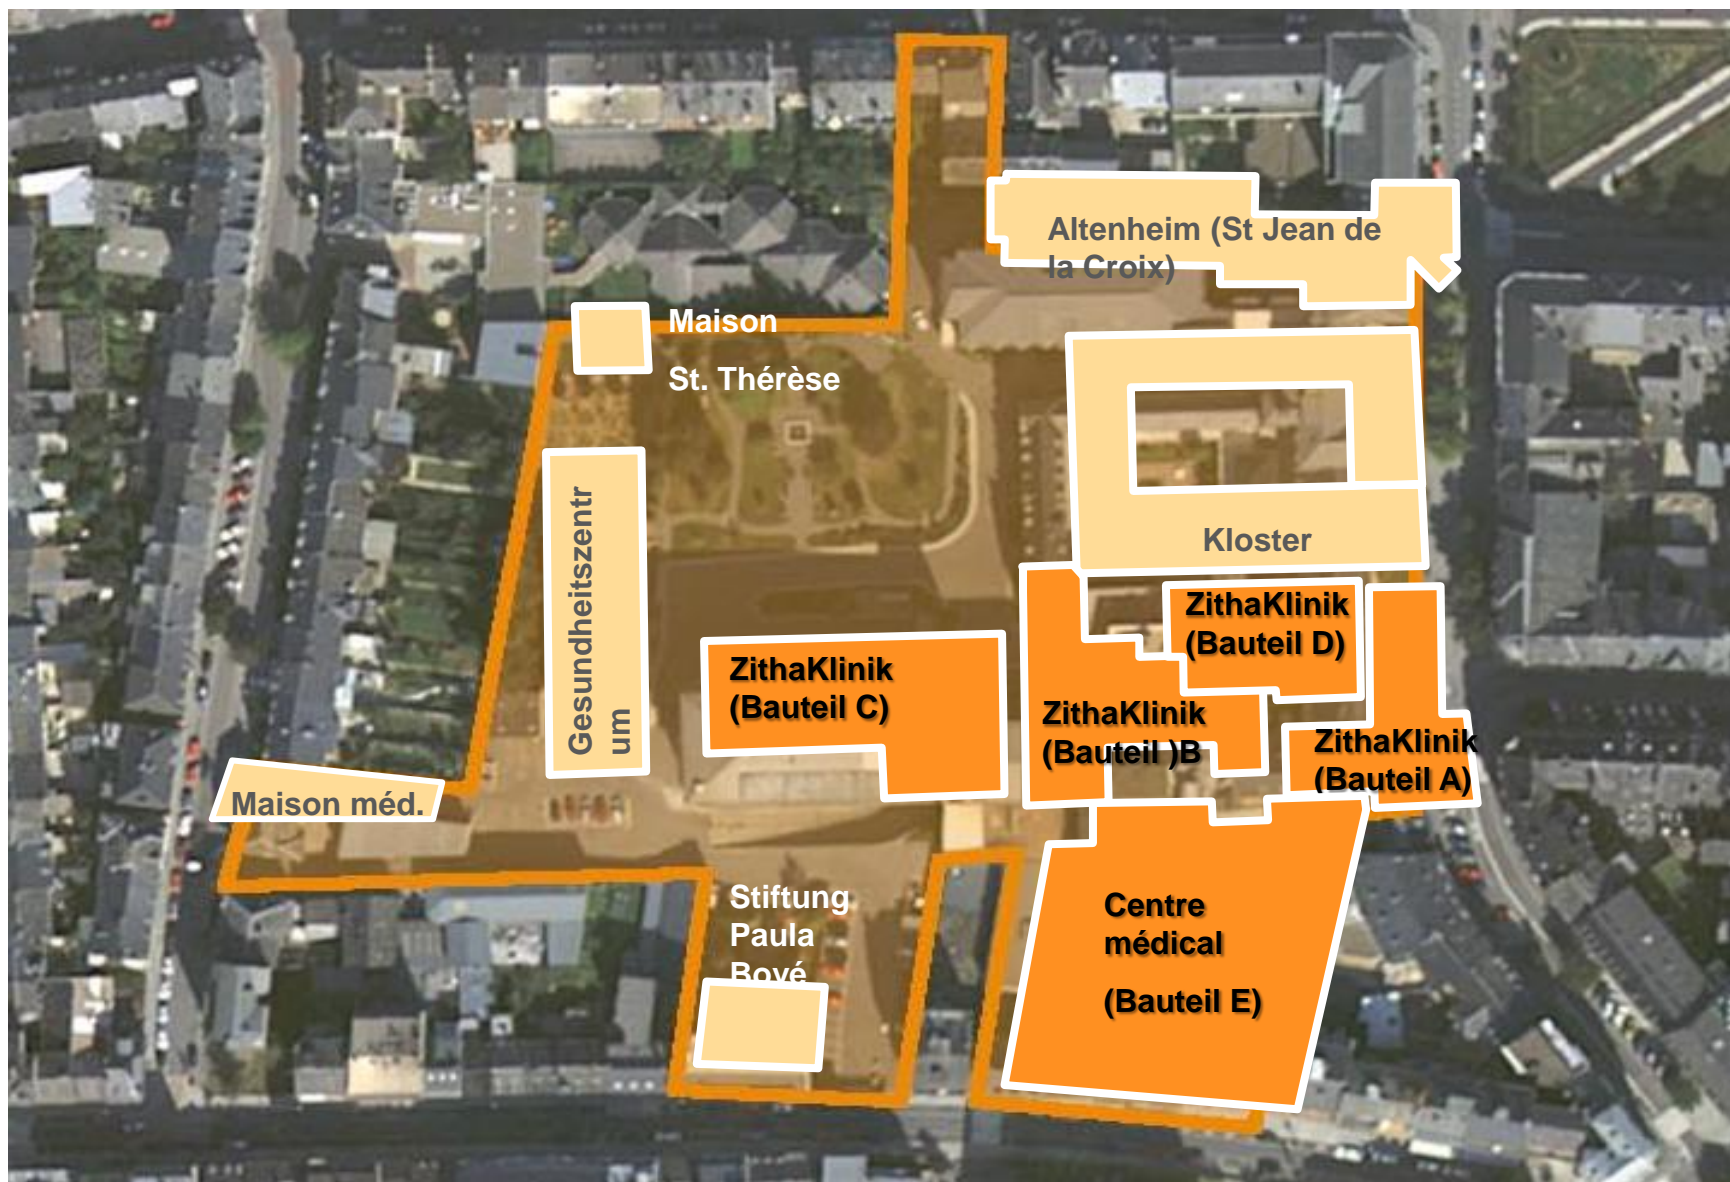 Altenheim (St Jean de
la Croix)
Maison
St. Thérèse
Kloster
Gesundheitszentr
um
ZithaKlinik
(Bauteil D)
ZithaKlinik
(Bauteil C)
ZithaKlinik
(Bauteil )B
ZithaKlinik
(Bauteil A)
Maison méd.
Stiftung
Paula
Bové
Centre
médical
(Bauteil E)